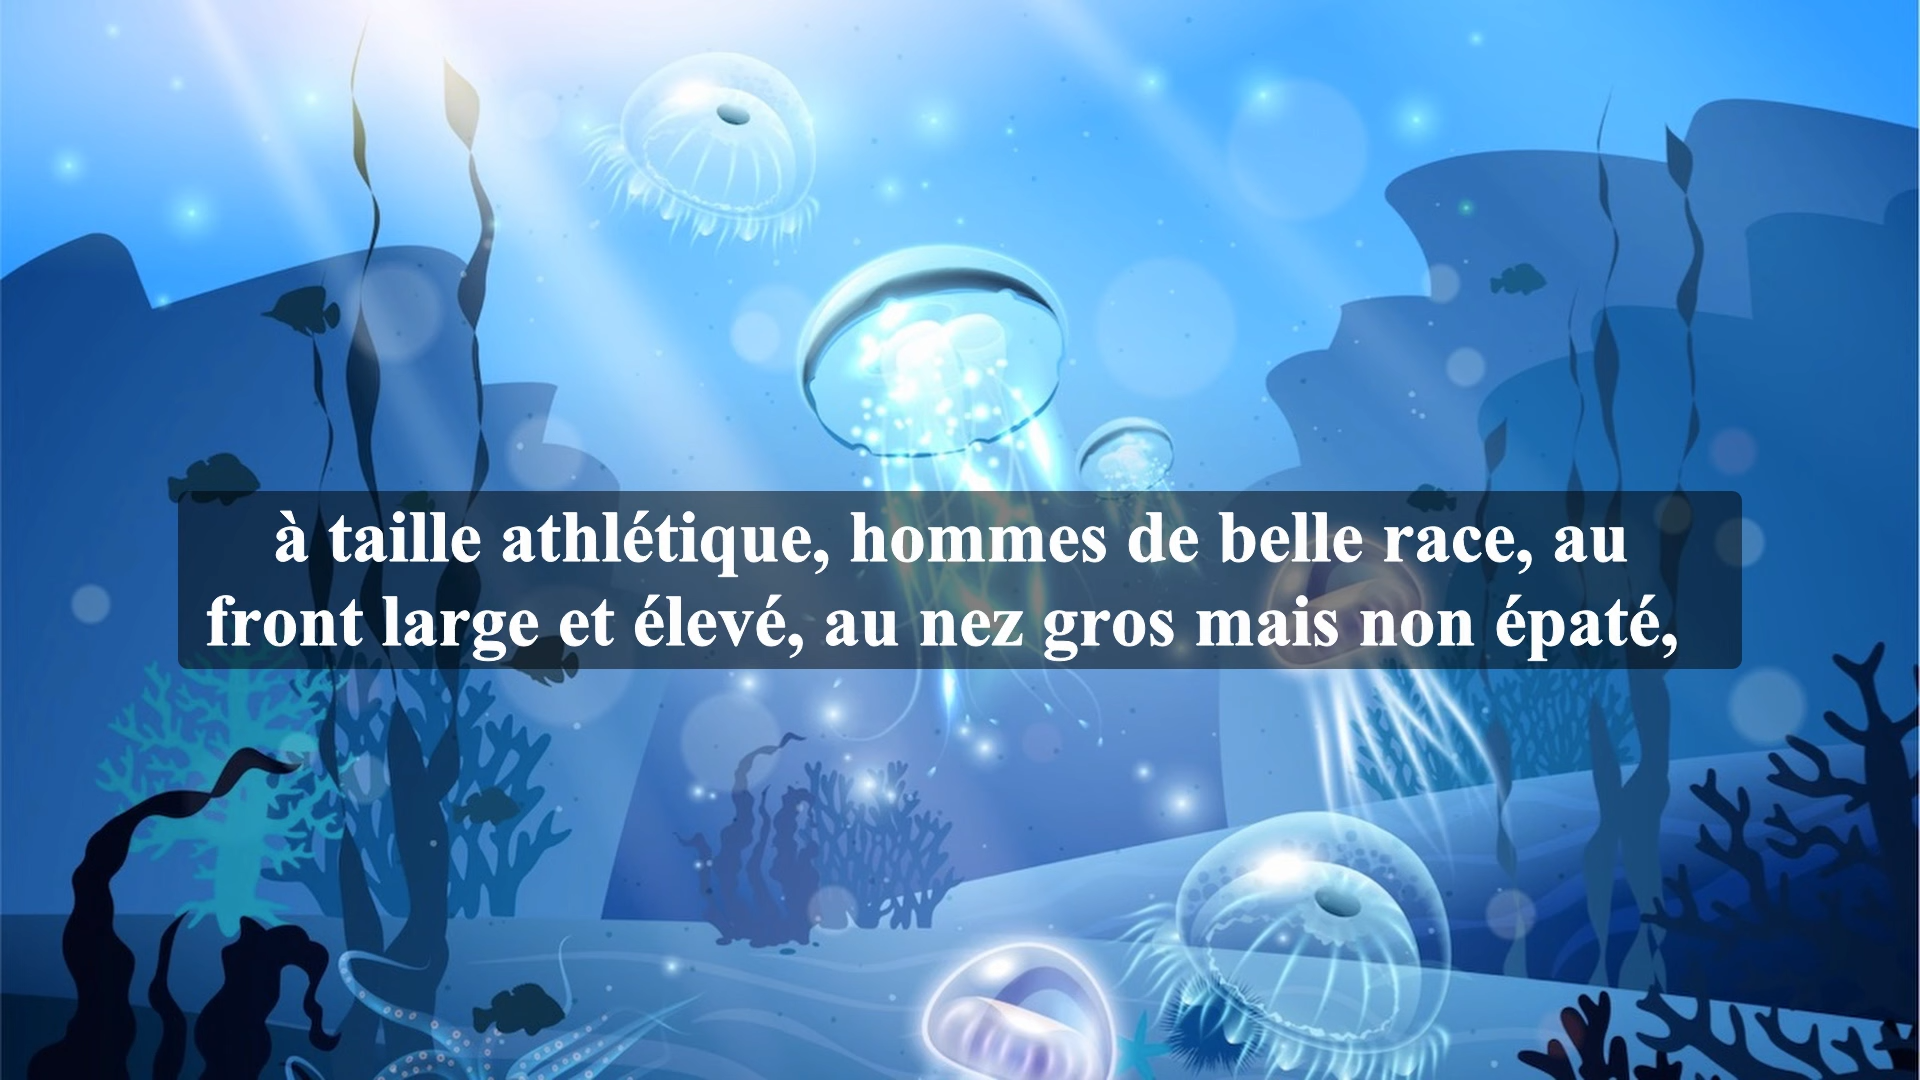 à taille athlétique, hommes de belle race, au
front large et élevé, au nez gros mais non épaté,